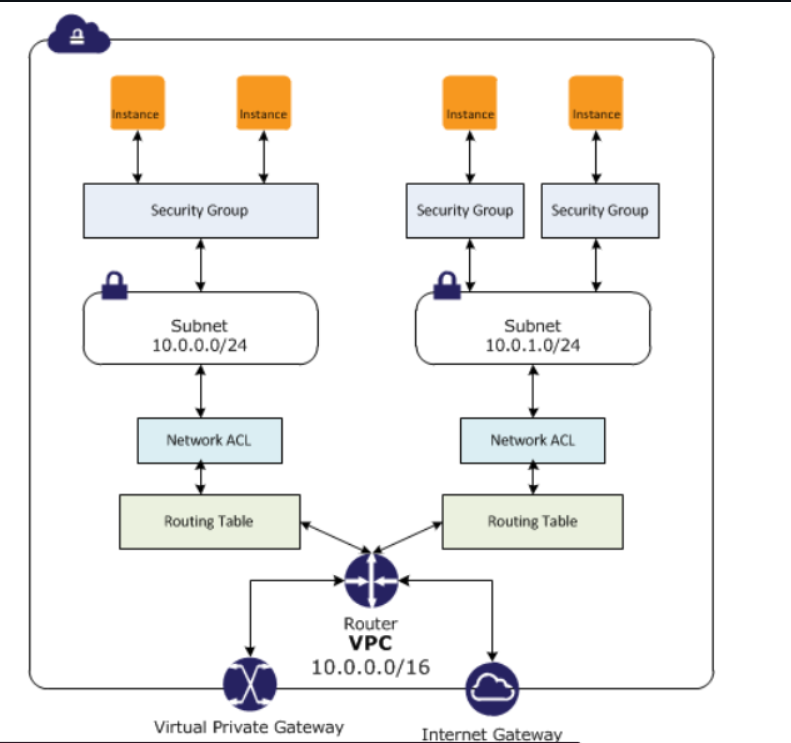 Instance
Instance
Instance
Instance
Security Group
Security Group
Security Group
Subnet
10.0.0.0/24
Subnet
10.0.1.0/24
Network ACL
Network ACL
Routing Table
Routing Table
Router
VPC
10.0.0.0/16
Virtual Private Gateway
Internet Gateway